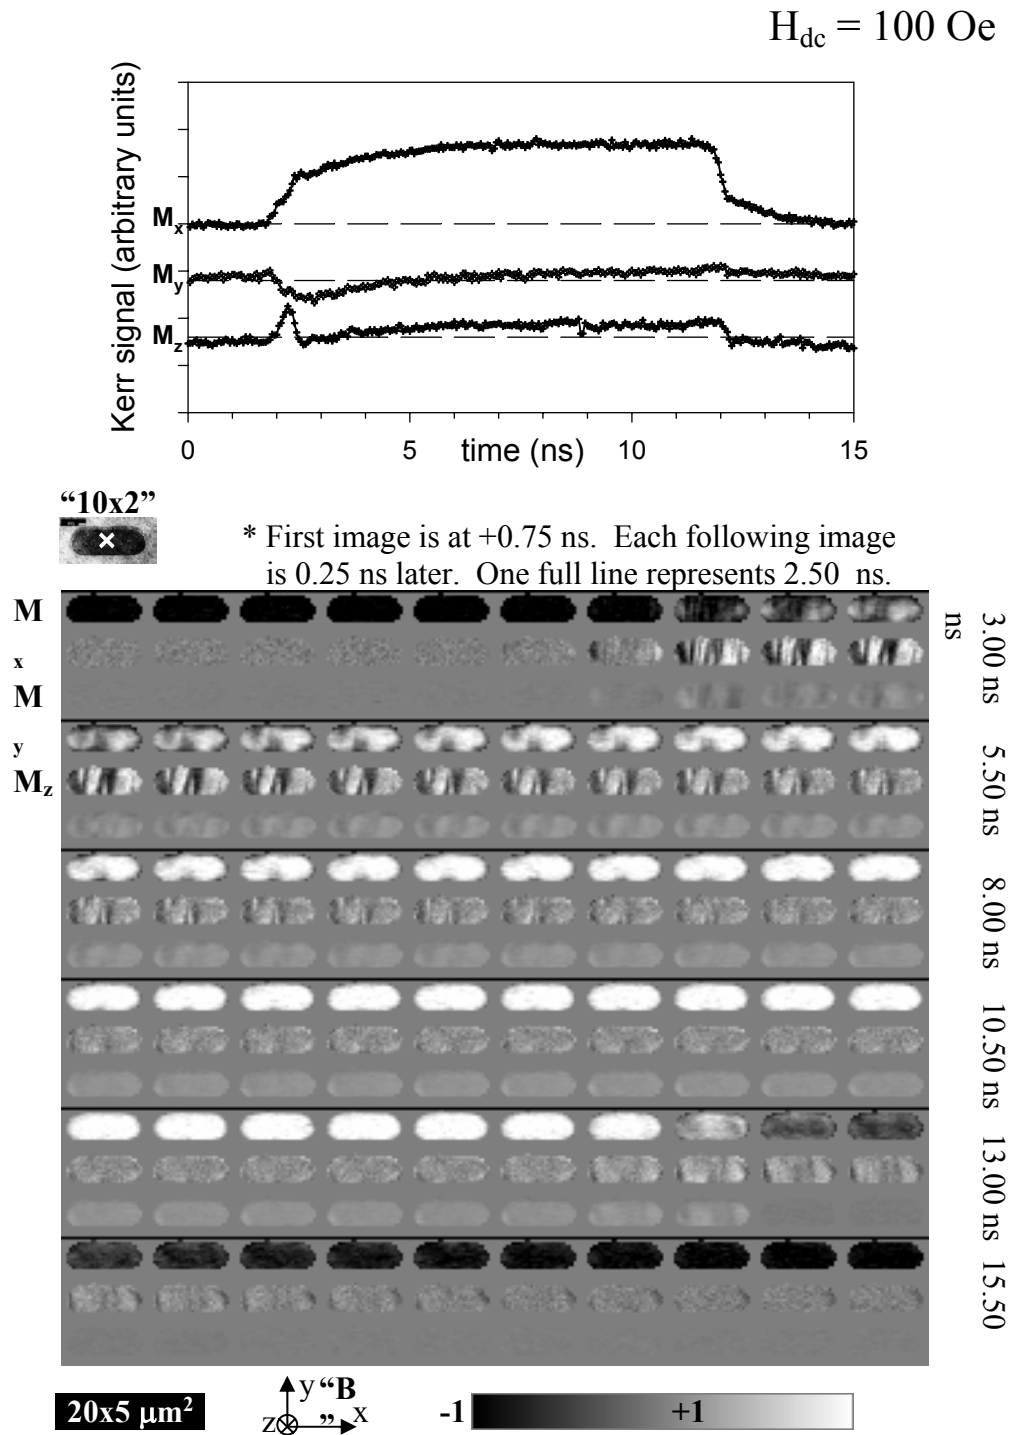 H_dc = 100 Oe
Kerr signal (arbitrary units)
M_x
M_y
M_z
0 5 10 15
time (ns)
“10x2”
* First image is at +0.75 ns. Each following image
is 0.25 ns later. One full line represents 2.50 ns.
M
x
M
y
M_z
3.00 ns
ns
5.50 ns
8.00 ns
10.50 ns
13.00 ns
15.50
20x5 μm²
y “B
z ” x
-1 +1